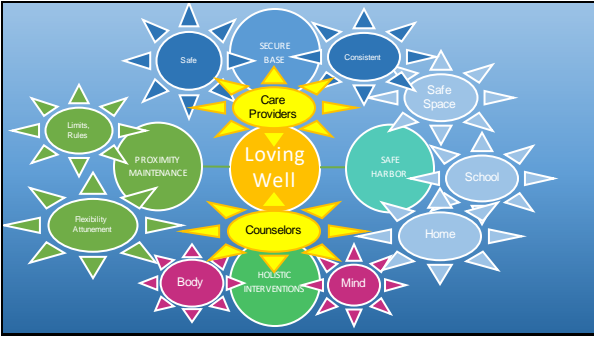 Safe
SECURE
BASE
Consistent
Care
Providers
Safe
Space
Limits,
Rules
PROXIMITY
MAINTENANCE
Loving
Well
SAFE
HARBOR
School
Flexibility
Attunement
Counselors
Home
Body
HOLISTIC
INTERVENTIONS
Mind